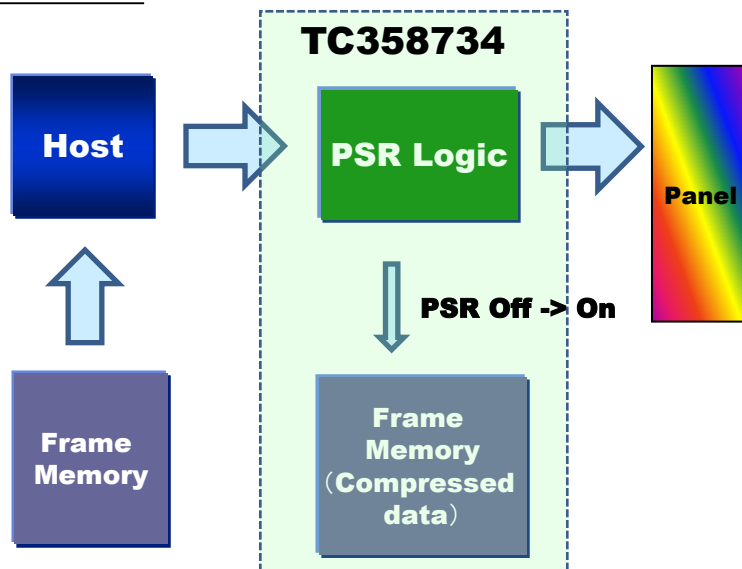 TC358734
Host
PSR Logic
Panel
PSR Off -> On
Frame
Memory
Frame
Memory
（Compressed
data）